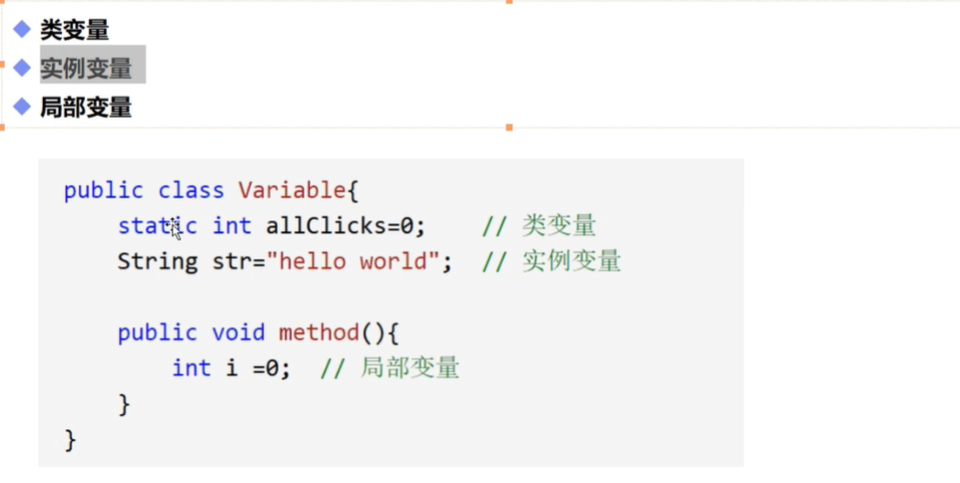 类变量
实例变量
局部变量
public class Variable{
    static int allClicks=0;    // 类变量
    String str="hello world";  // 实例变量
    public void method(){
        int i =0;  // 局部变量
    }
}